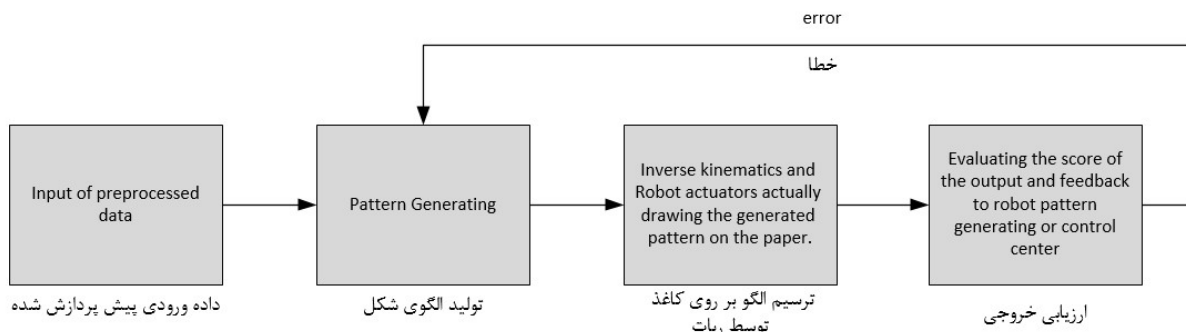 error
خطا
Input of preprocessed
data
Pattern Generating
Inverse kinematics and
Robot actuators actually
drawing the generated
pattern on the paper.
Evaluating the score of
the output and feedback
to robot pattern
generating or control
center
داده ورودی پیش پردازش شده
تولید الگوی شکل
ترسیم الگو بر روی کاغذ
توسط ربات
ارزیابی خروجی